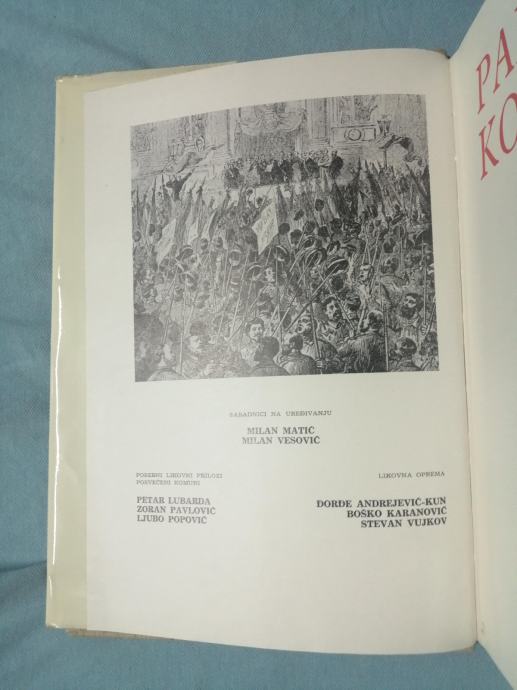 SARADNICI NA UREĐIVANJU
MILAN MATIĆ
MILAN VESOVIĆ
POSEBNI LIKOVNI PRILOZI
POSVEĆENI KOMUNI
PETAR LUBARDA
ZORAN PAVLOVIĆ
LJUBO POPOVIĆ
LIKOVNA OPREMA
ĐORĐE ANDREJEVIĆ-KUN
BOŠKO KARANOVIĆ
STEVAN VUJKOV
PA
KO